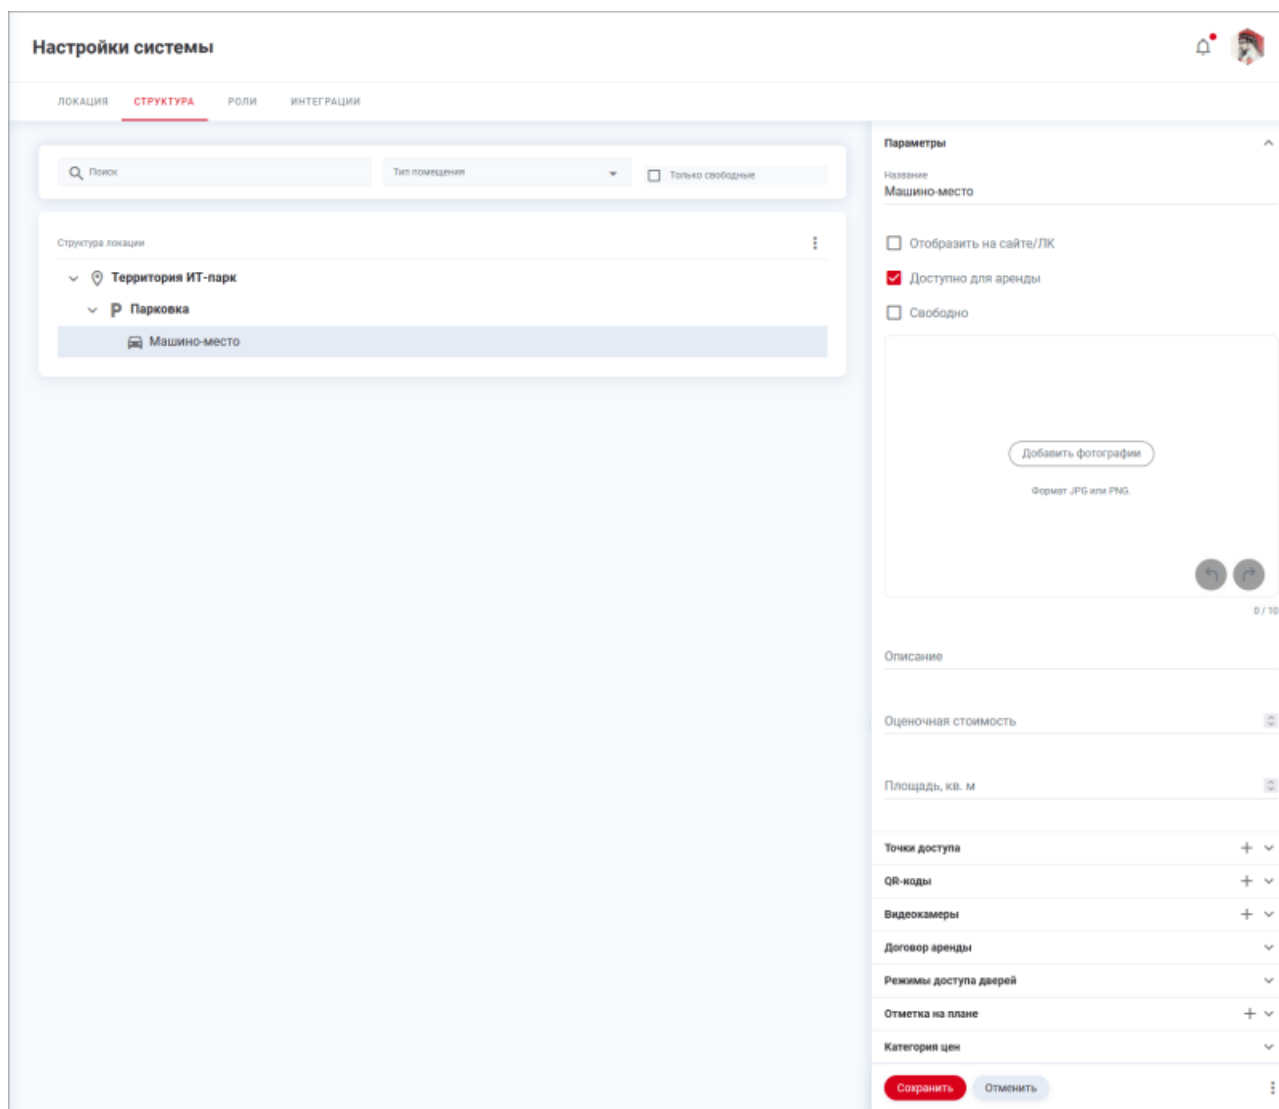 Настройки системы
ЛОКАЦИЯ СТРУКТУРА РОЛИ ИНТЕГРАЦИИ
Поиск Тип помещения Только свободные
Структура локации
Территория ИТ-парк
P Парковка
Машино-место
Параметры
Название
Машино-место
Отобразить на сайте/ЛК
Доступно для аренды
Свободно
Добавить фотографии
Формат JPG или PNG.
0 / 10
Описание
Оценочная стоимость
Площадь, кв. м
Точки доступа
QR-коды
Видеокамеры
Договор аренды
Режимы доступа дверей
Отметка на плане
Категория цен
Сохранить Отменить